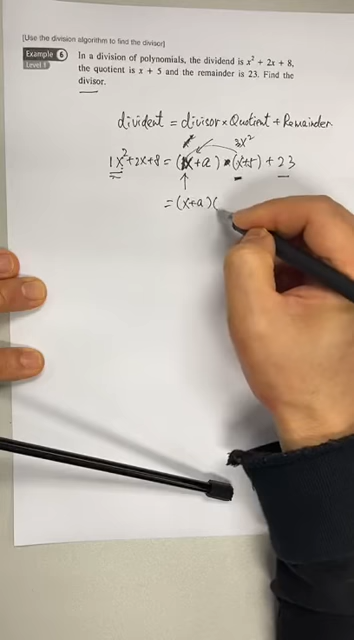 [Use the division algorithm to find the divisor]
Example 6 In a division of polynomials, the dividend is x² + 2x + 8,
Level 1 the quotient is x + 5 and the remainder is 23. Find the
divisor.
divident = divisor × Quotient + Remainder
3x²
1x²+2x+8 = (x+a) · (x+5) + 23
= (x+a)(